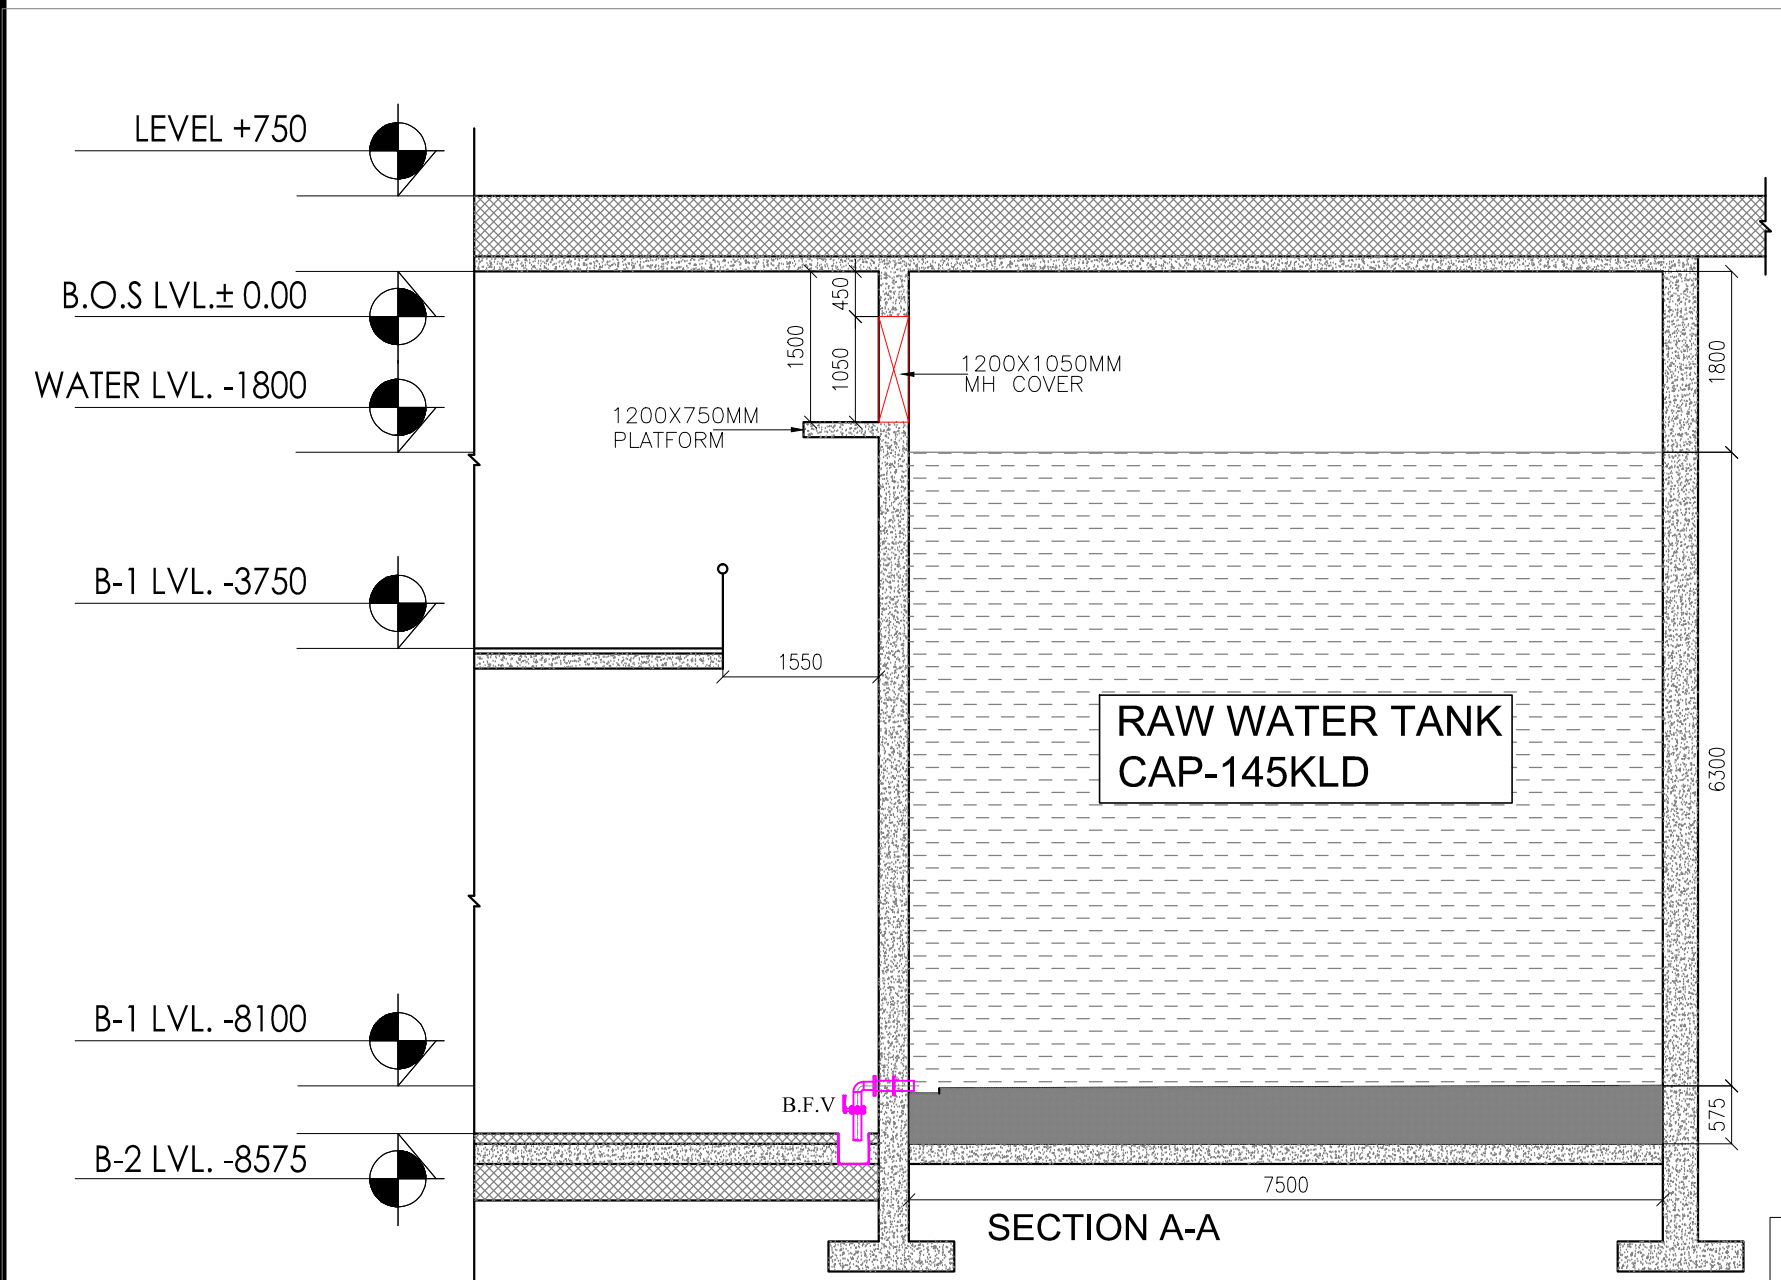 LEVEL +750
B.O.S LVL.± 0.00
WATER LVL. -1800
B-1 LVL. -3750
B-1 LVL. -8100
B-2 LVL. -8575
450
1500
1050
1200X1050MM
MH COVER
1200X750MM
PLATFORM
1800
1550
RAW WATER TANK
CAP-145KLD
6300
B.F.V
575
7500
SECTION A-A